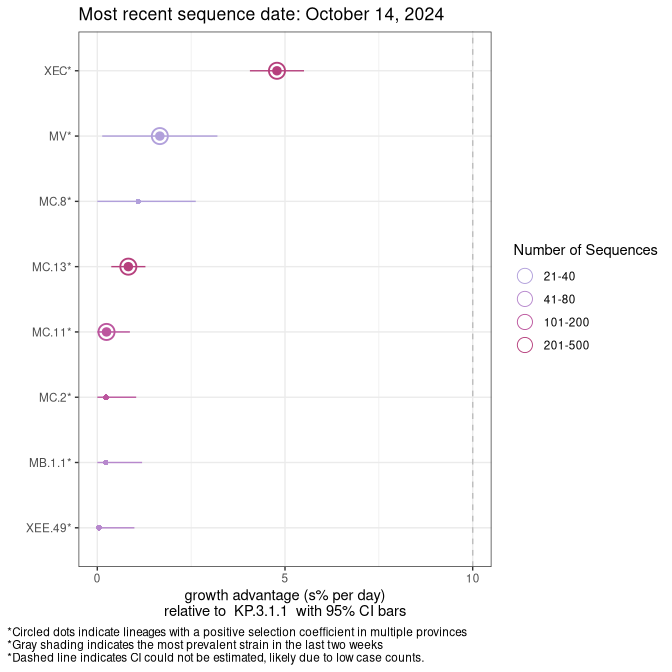 Most recent sequence date: October 14, 2024
XEC*
MV*
MC.8*
MC.13*
MC.11*
MC.2*
MB.1.1*
XEE.49*
0 5 10
growth advantage (s% per day)
relative to KP.3.1.1 with 95% CI bars
Number of Sequences
21-40
41-80
101-200
201-500
*Circled dots indicate lineages with a positive selection coefficient in multiple provinces
*Gray shading indicates the most prevalent strain in the last two weeks
*Dashed line indicates CI could not be estimated, likely due to low case counts.